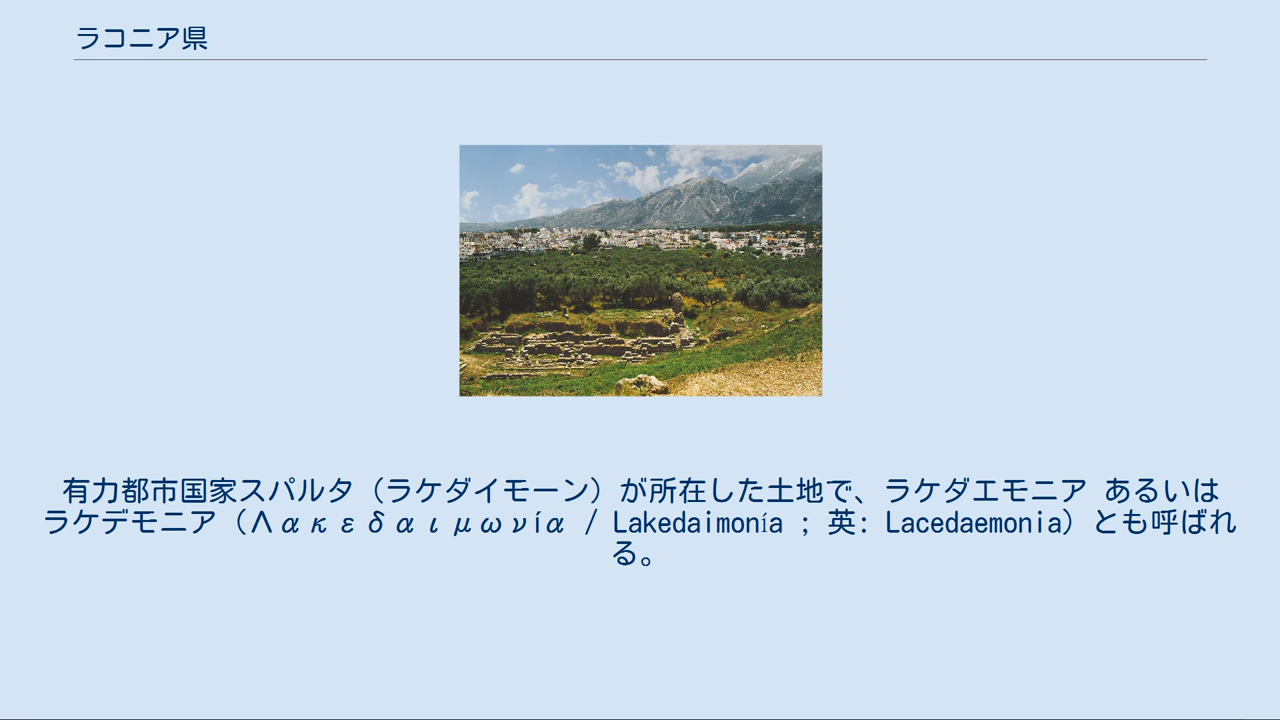 ラコニア県
有力都市国家スパルタ（ラケダイモーン）が所在した土地で、ラケダエモニア あるいは
ラケデモニア（Λακεδαιμωνία / Lakedaimonía ; 英: Lacedaemonia）とも呼ばれ
る。